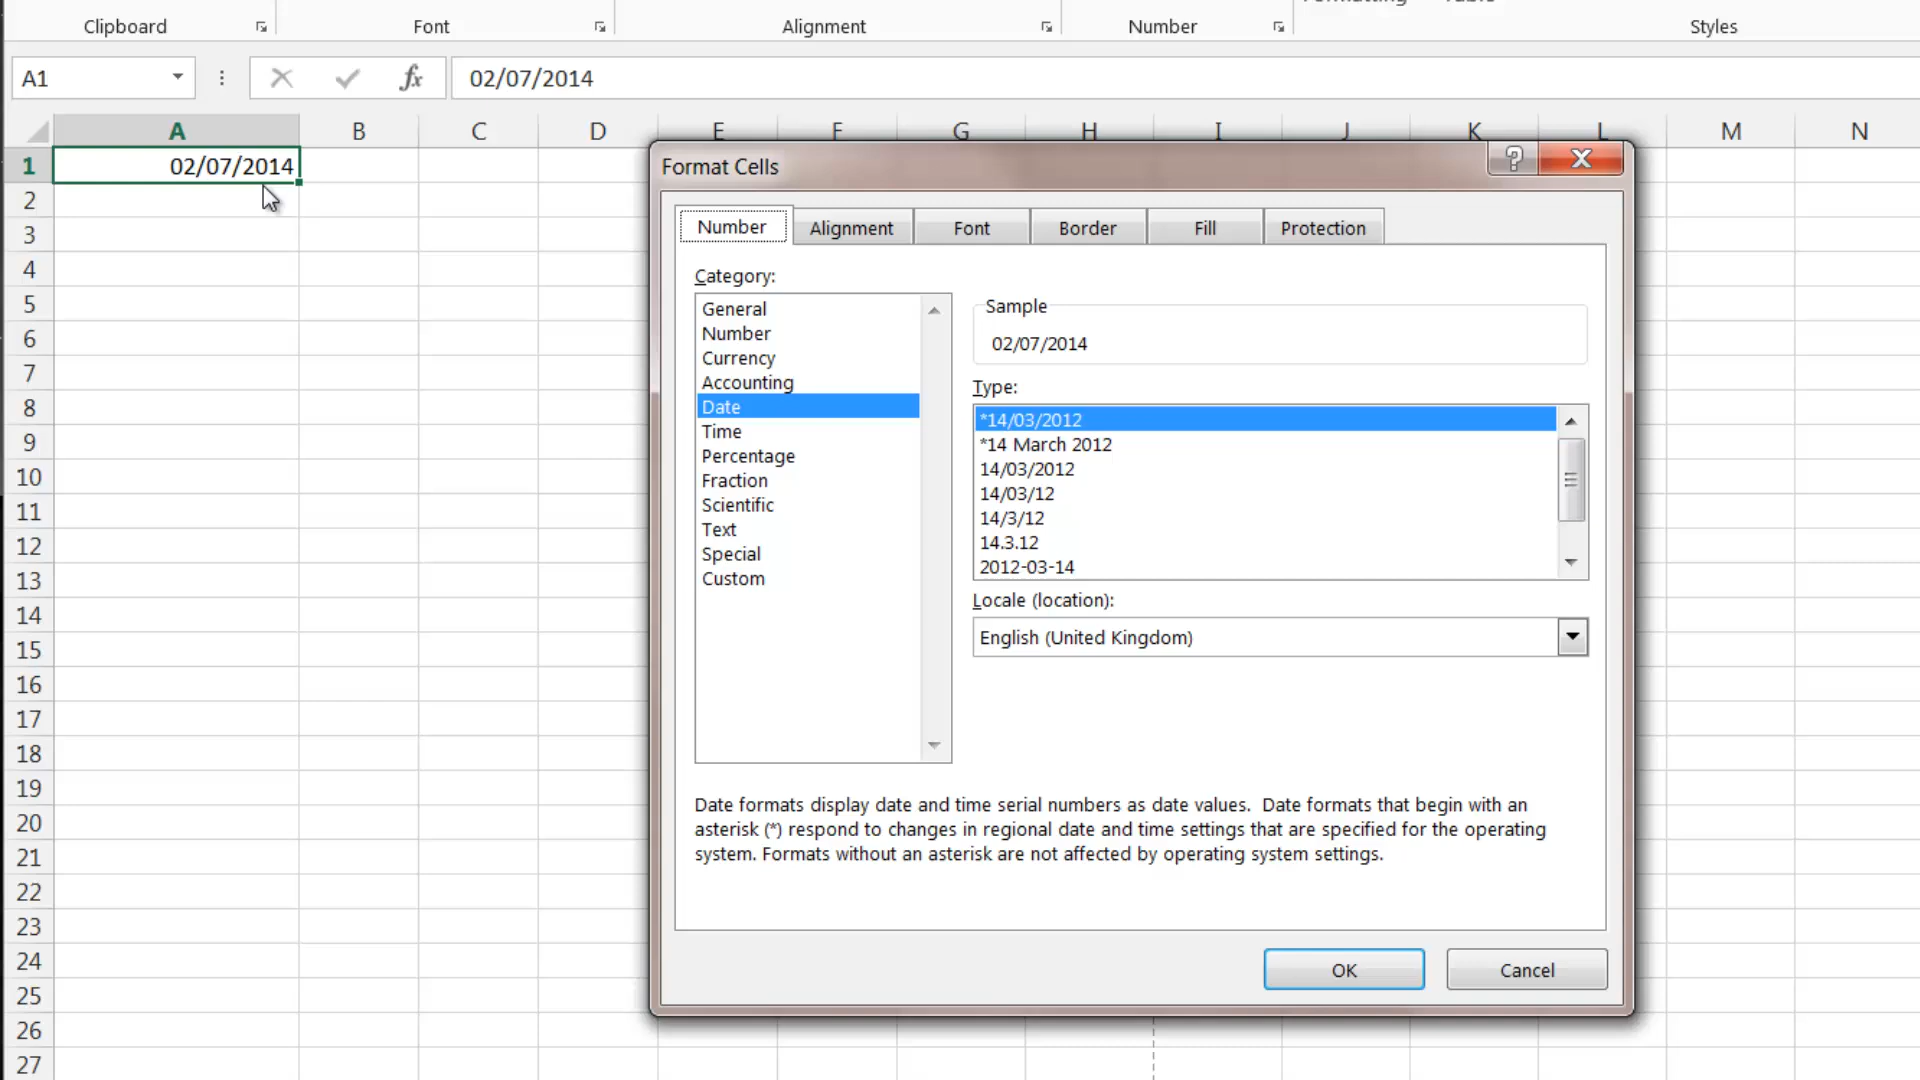 Clipboard Font Alignment Number Styles
A1 fx 02/07/2014
A B C D E F G H I J K L M N
1 02/07/2014
2
3
4
5
6
7
8
9
10
11
12
13
14
15
16
17
18
19
20
21
22
23
24
25
26
27
Format Cells
Number Alignment Font Border Fill Protection
Category:
General
Number
Currency
Accounting
Date
Time
Percentage
Fraction
Scientific
Text
Special
Custom
Sample
02/07/2014
Type:
*14/03/2012
*14 March 2012
14/03/2012
14/03/12
14/3/12
14.3.12
2012-03-14
Locale (location):
English (United Kingdom)
Date formats display date and time serial numbers as date values.  Date formats that begin with an
asterisk (*) respond to changes in regional date and time settings that are specified for the operating
system. Formats without an asterisk are not affected by operating system settings.
OK Cancel